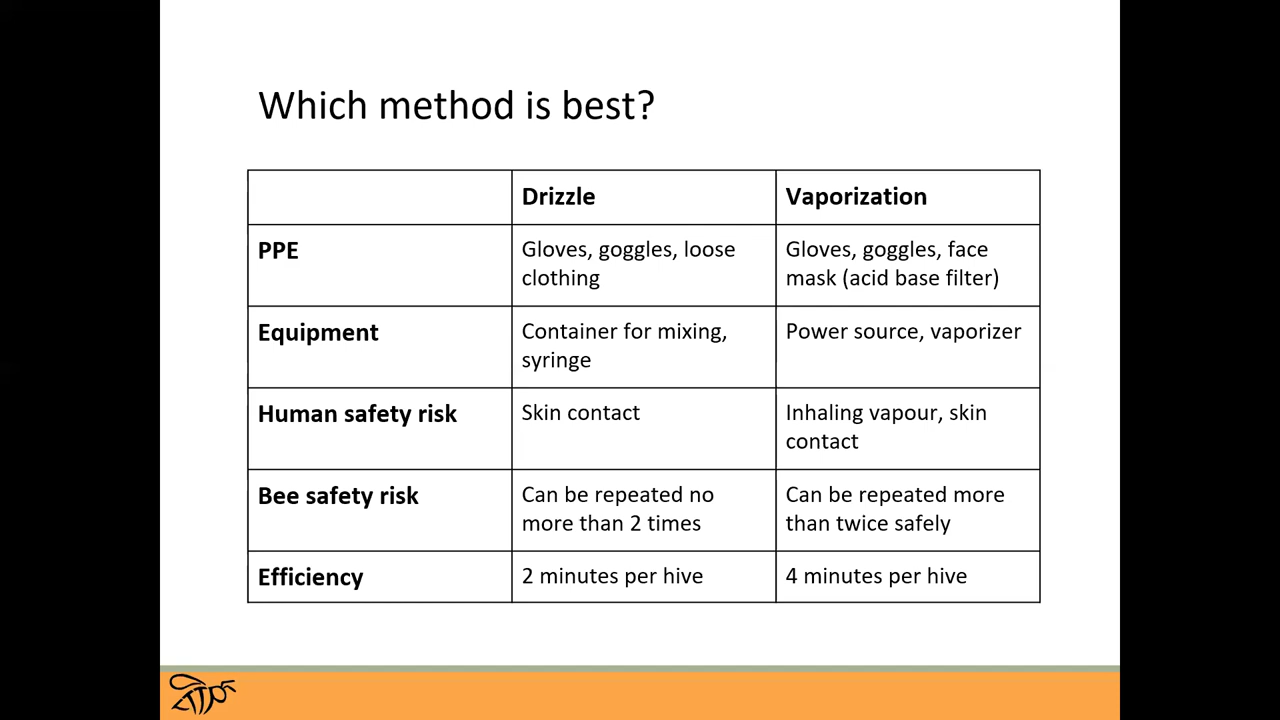 Which method is best?
Drizzle
Vaporization
PPE
Gloves, goggles, loose
clothing
Gloves, goggles, face
mask (acid base filter)
Equipment
Container for mixing,
syringe
Power source, vaporizer
Human safety risk
Skin contact
Inhaling vapour, skin
contact
Bee safety risk
Can be repeated no
more than 2 times
Can be repeated more
than twice safely
Efficiency
2 minutes per hive
4 minutes per hive